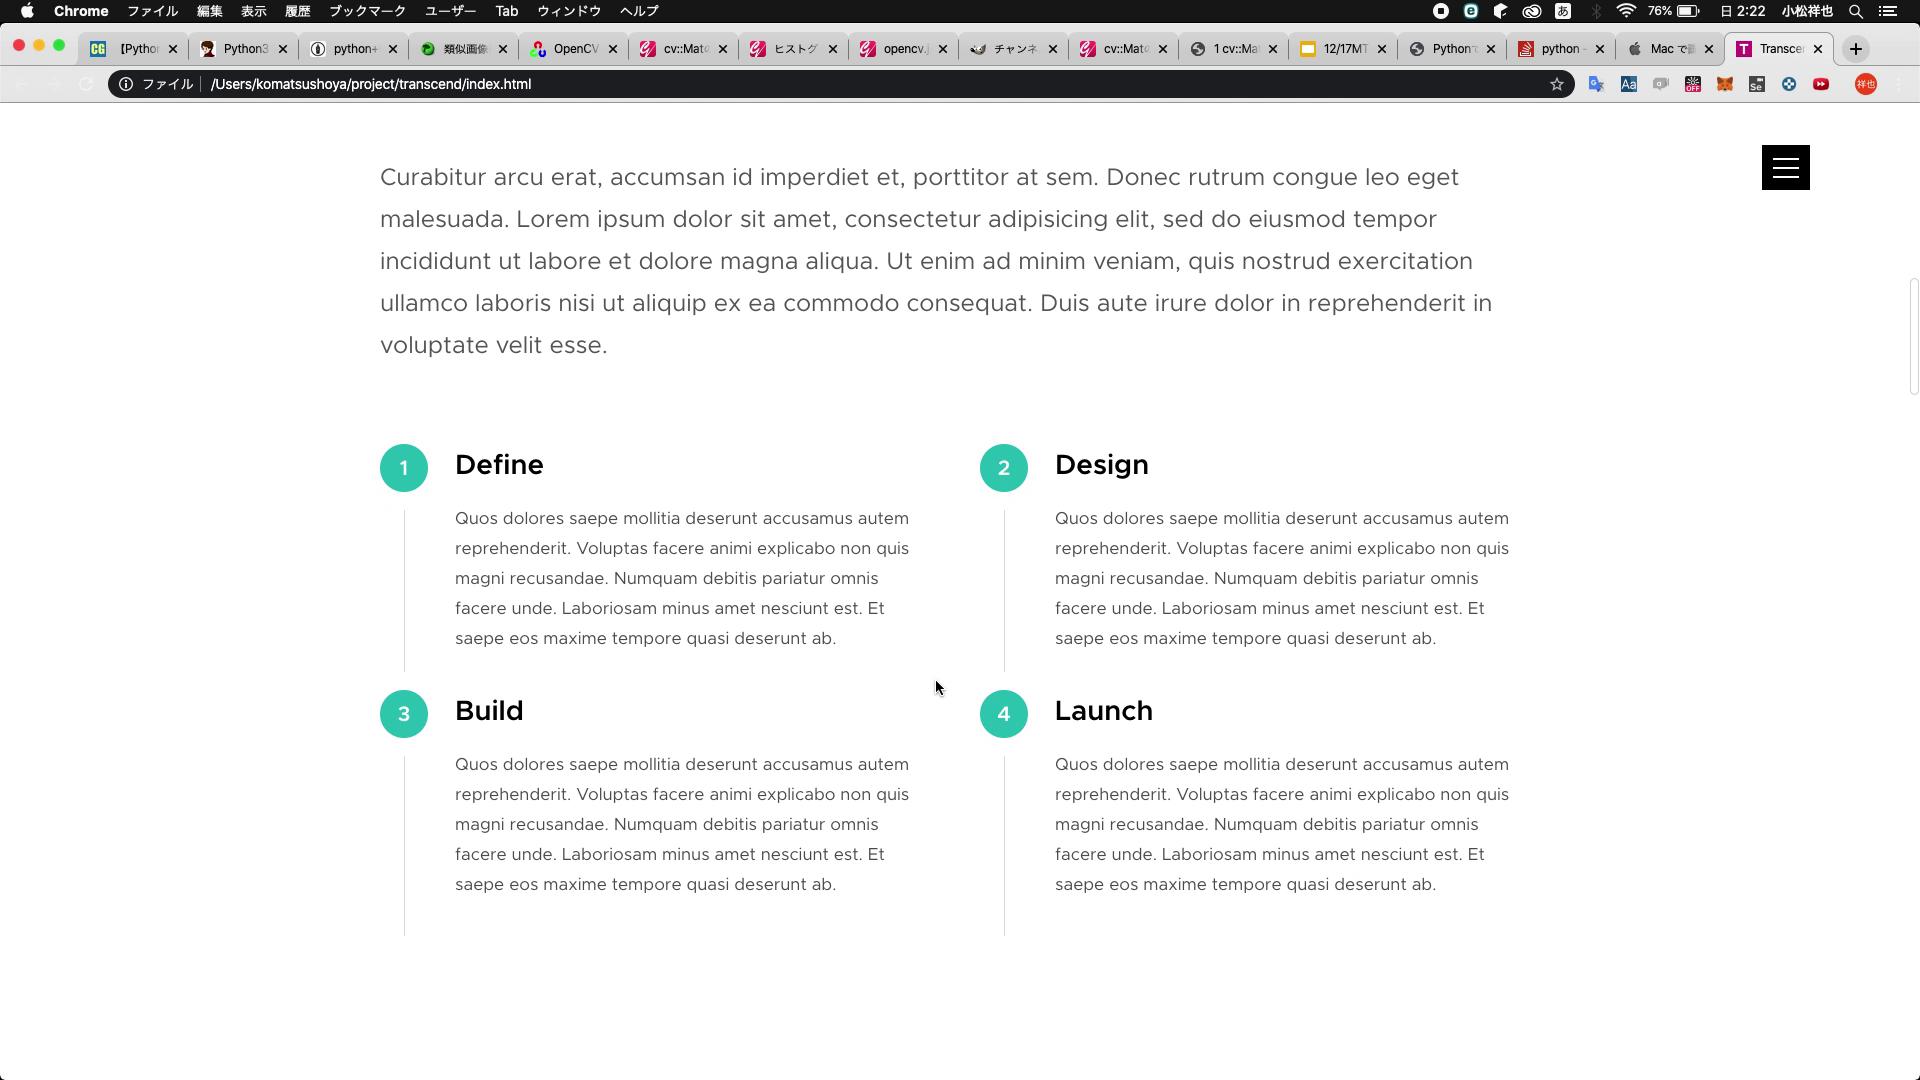 Chrome ファイル 編集 表示 履歴 ブックマーク ユーザー Tab ウィンドウ ヘルプ あ 76% 日 2:22 小松祥也
CG 【Pytho Python3 python+ 類似画像 OpenCV cv::Mat ヒストグ opencv. チャンネ cv::Mat 1 cv::Ma 12/17MT Python python - Mac で T Transce
ファイル /Users/komatsushoya/project/transcend/index.html Aa OFF Se 祥也
Curabitur arcu erat, accumsan id imperdiet et, porttitor at sem. Donec rutrum congue leo eget
malesuada. Lorem ipsum dolor sit amet, consectetur adipisicing elit, sed do eiusmod tempor
incididunt ut labore et dolore magna aliqua. Ut enim ad minim veniam, quis nostrud exercitation
ullamco laboris nisi ut aliquip ex ea commodo consequat. Duis aute irure dolor in reprehenderit in
voluptate velit esse.
1 Define
Quos dolores saepe mollitia deserunt accusamus autem
reprehenderit. Voluptas facere animi explicabo non quis
magni recusandae. Numquam debitis pariatur omnis
facere unde. Laboriosam minus amet nesciunt est. Et
saepe eos maxime tempore quasi deserunt ab.
2 Design
Quos dolores saepe mollitia deserunt accusamus autem
reprehenderit. Voluptas facere animi explicabo non quis
magni recusandae. Numquam debitis pariatur omnis
facere unde. Laboriosam minus amet nesciunt est. Et
saepe eos maxime tempore quasi deserunt ab.
3 Build
Quos dolores saepe mollitia deserunt accusamus autem
reprehenderit. Voluptas facere animi explicabo non quis
magni recusandae. Numquam debitis pariatur omnis
facere unde. Laboriosam minus amet nesciunt est. Et
saepe eos maxime tempore quasi deserunt ab.
4 Launch
Quos dolores saepe mollitia deserunt accusamus autem
reprehenderit. Voluptas facere animi explicabo non quis
magni recusandae. Numquam debitis pariatur omnis
facere unde. Laboriosam minus amet nesciunt est. Et
saepe eos maxime tempore quasi deserunt ab.